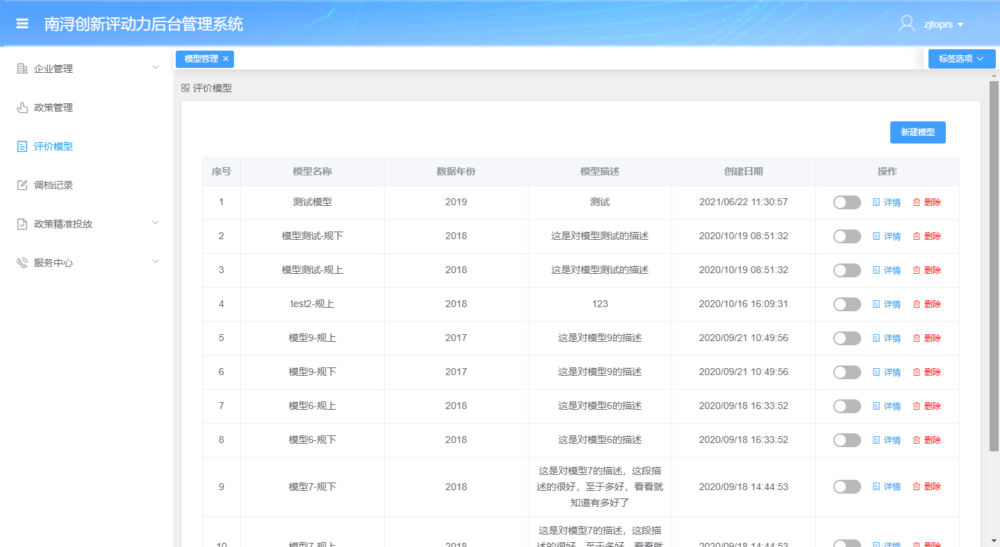 南浔创新评动力后台管理系统
zjtoprs
企业管理
政策管理
评价模型
调档记录
政策精准投放
服务中心
模型管理
标签选项
评价模型
新建模型
序号 模型名称 数据年份 模型描述 创建日期 操作
1 测试模型 2019 测试 2021/06/22 11:30:57 详情 删除
2 模型测试-规下 2018 这是对模型测试的描述 2020/10/19 08:51:32 详情 删除
3 模型测试-规上 2018 这是对模型测试的描述 2020/10/19 08:51:32 详情 删除
4 test2-规上 2018 123 2020/10/16 16:09:31 详情 删除
5 模型9-规上 2017 这是对模型9的描述 2020/09/21 10:49:56 详情 删除
6 模型9-规下 2017 这是对模型9的描述 2020/09/21 10:49:56 详情 删除
7 模型6-规上 2018 这是对模型6的描述 2020/09/18 16:33:52 详情 删除
8 模型6-规下 2018 这是对模型6的描述 2020/09/18 16:33:52 详情 删除
这是对模型7的描述，这段描
9 模型7-规下 2018 述的很好，至于多好，看看就 2020/09/18 14:44:53 详情 删除
知道有多好了
这是对模型7的描述，这段描
10 模型7-规上 2018 述的很好，至于多好，看看就 2020/09/18 14:44:53 详情 删除